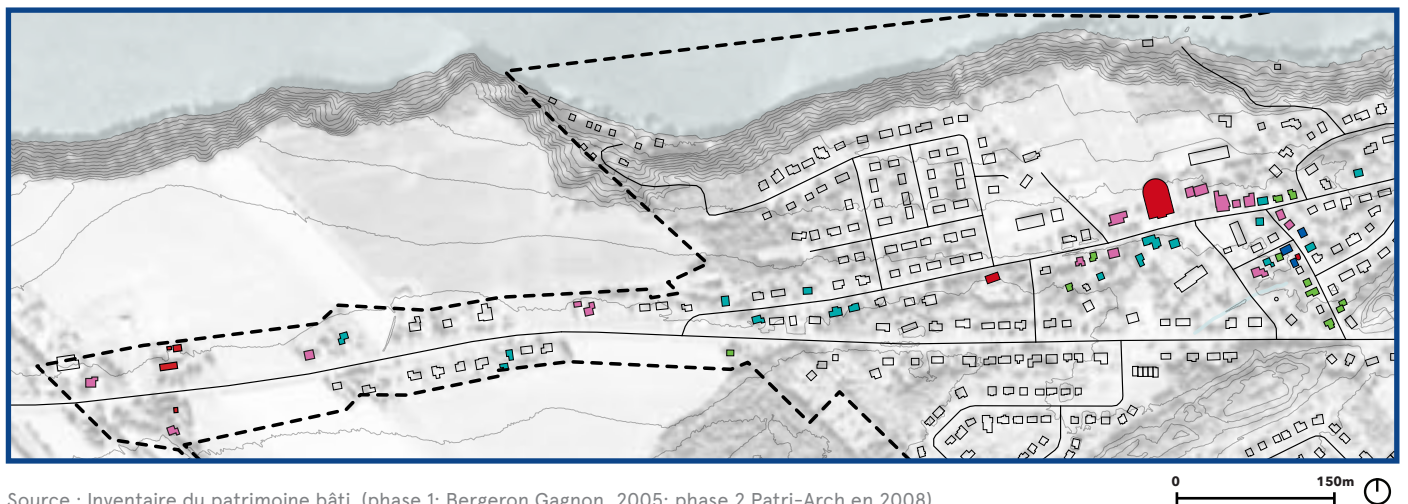 0 150m
Source : Inventaire du patrimoine bâti, (phase 1: Bergeron Gagnon, 2005; phase 2 Patri-Arch en 2008)